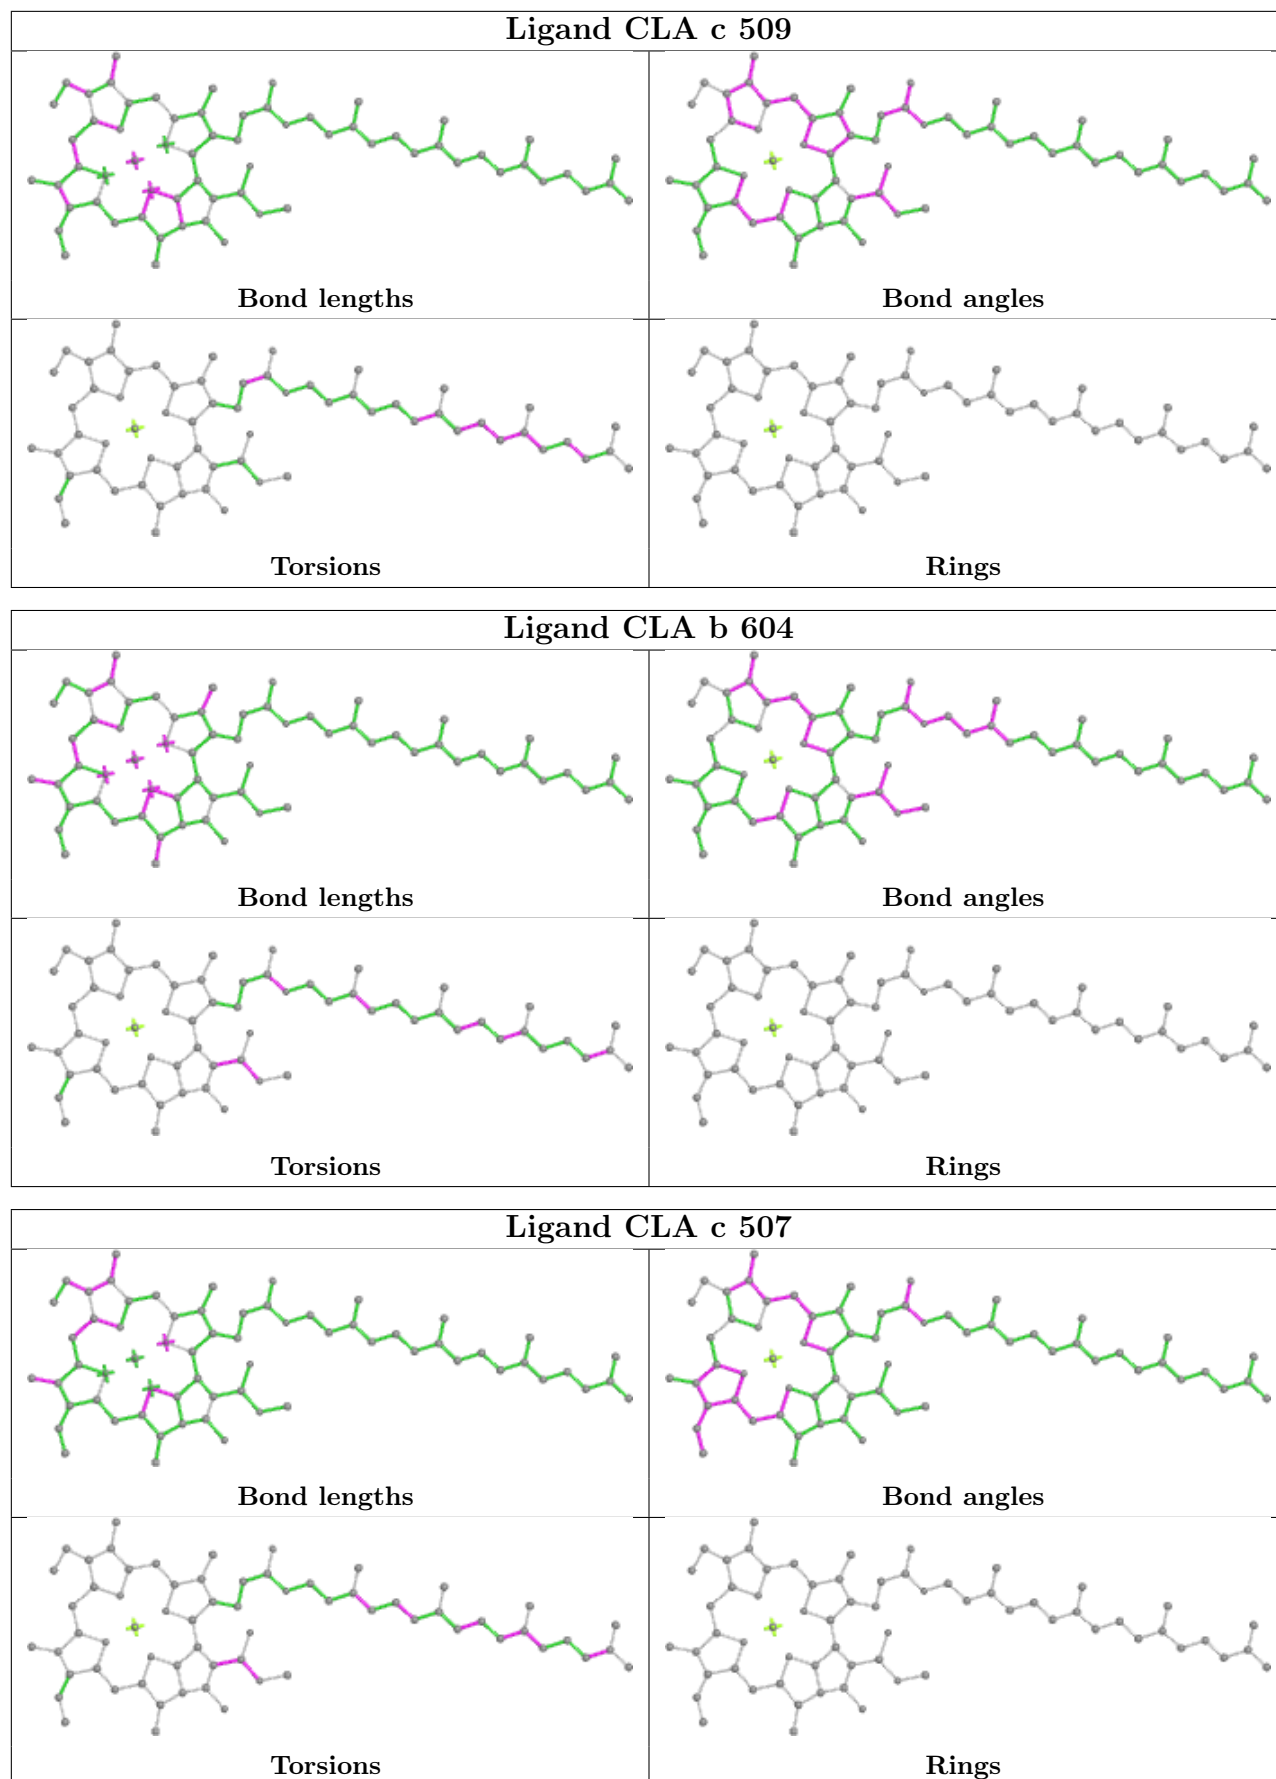 Ligand CLA c 509
Bond lengths
Bond angles
Torsions
Rings
Ligand CLA b 604
Bond lengths
Bond angles
Torsions
Rings
Ligand CLA c 507
Bond lengths
Bond angles
Torsions
Rings